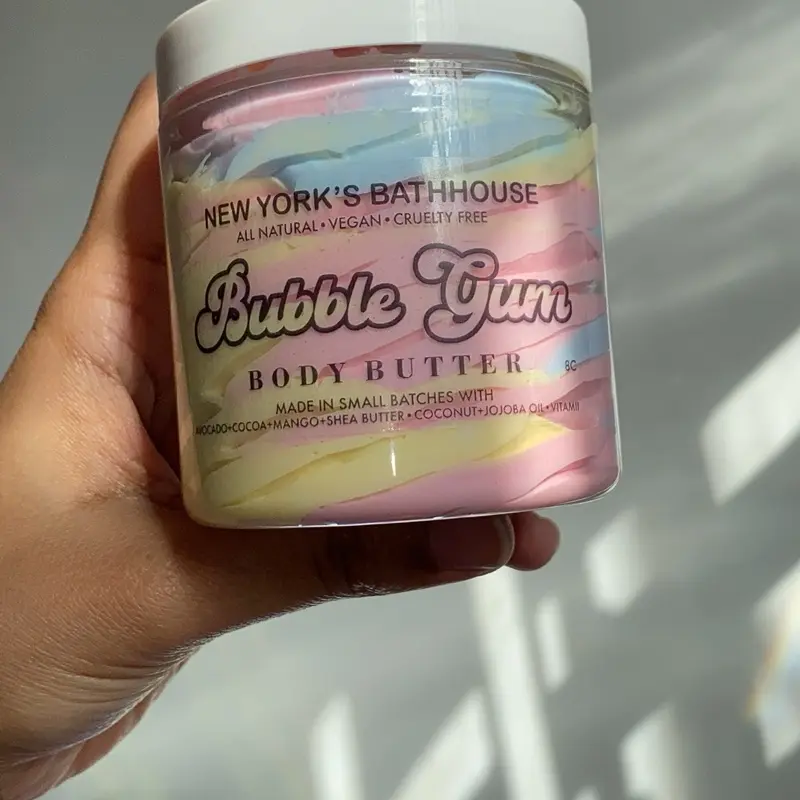 NEW YORK'S BATHHOUSE
ALL NATURAL • VEGAN • CRUELTY FREE
Bubble Gum
BODY BUTTER
MADE IN SMALL BATCHES WITH
AVOCADO+COCOA+MANGO+SHEA BUTTER • COCONUT+JOJOBA OIL •